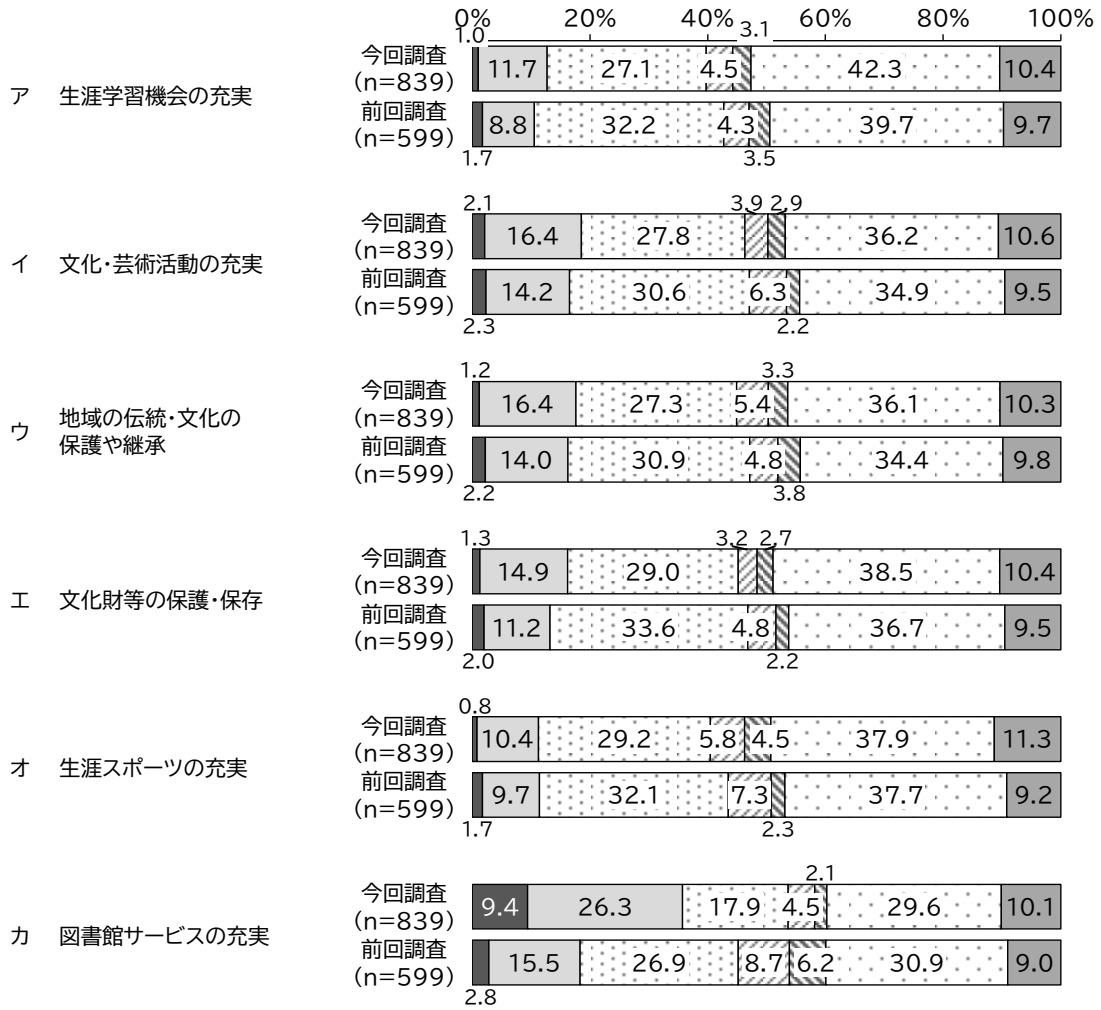 0% 20% 40% 60% 80% 100%
1.0 3.1
今回調査
(n=839)
11.7 27.1 4.5 42.3 10.4
ア 生涯学習機会の充実
前回調査
(n=599)
8.8 32.2 4.3 39.7 9.7
1.7 3.5
2.1 3.9 2.9
今回調査
(n=839)
16.4 27.8 36.2 10.6
イ 文化・芸術活動の充実
前回調査
(n=599)
14.2 30.6 6.3 34.9 9.5
2.3 2.2
1.2 3.3
今回調査
(n=839)
16.4 27.3 5.4 36.1 10.3
ウ 地域の伝統・文化の
保護や継承
前回調査
(n=599)
14.0 30.9 4.8 34.4 9.8
2.2 3.8
1.3 3.2 2.7
今回調査
(n=839)
14.9 29.0 38.5 10.4
エ 文化財等の保護・保存
前回調査
(n=599)
11.2 33.6 4.8 36.7 9.5
2.0 2.2
0.8
今回調査
(n=839)
10.4 29.2 5.8 4.5 37.9 11.3
オ 生涯スポーツの充実
前回調査
(n=599)
9.7 32.1 7.3 37.7 9.2
1.7 2.3
2.1
今回調査
(n=839)
9.4 26.3 17.9 4.5 29.6 10.1
カ 図書館サービスの充実
前回調査
(n=599)
15.5 26.9 8.7 6.2 30.9 9.0
2.8